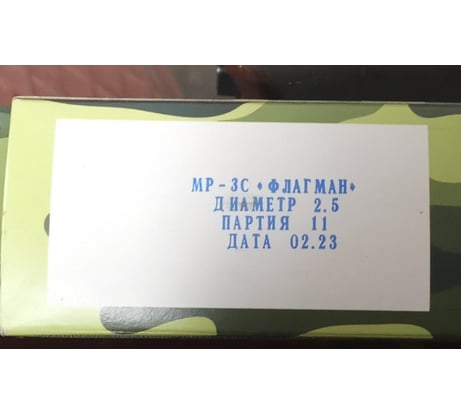 МР-3С «ФЛАГМАН»
ДИАМЕТР 2.5
ПАРТИЯ 11
ДАТА 02.23